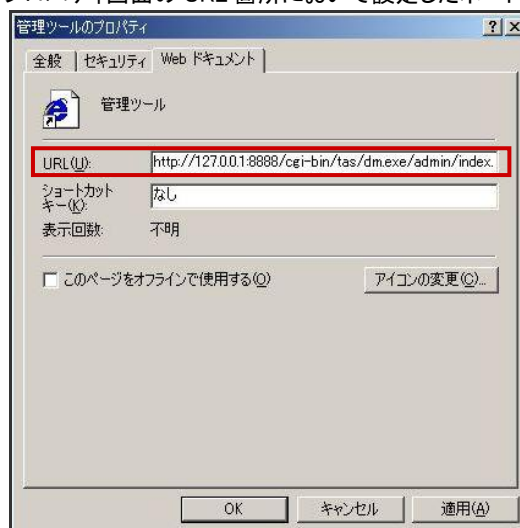 管理ツールのプロパティ
全般 セキュリティ Web ドキュメント
管理ツール
URL(U): http://127.0.0.1:8888/cgi-bin/tas/dm.exe/admin/index.
ショートカット
キー(K): なし
表示回数: 不明
このページをオフラインで使用する(O) アイコンの変更(C)...
OK キャンセル 適用(A)